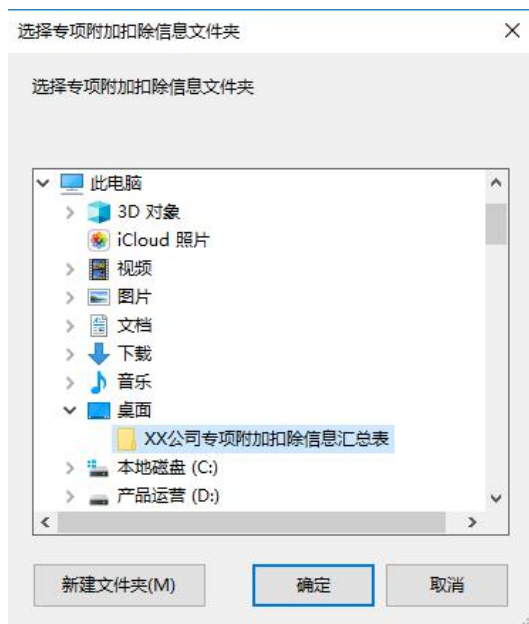 选择专项附加扣除信息文件夹
选择专项附加扣除信息文件夹
此电脑
3D 对象
iCloud 照片
视频
图片
文档
下载
音乐
桌面
XX公司专项附加扣除信息汇总表
本地磁盘 (C:)
产品运营 (D:)
新建文件夹(M) 确定 取消